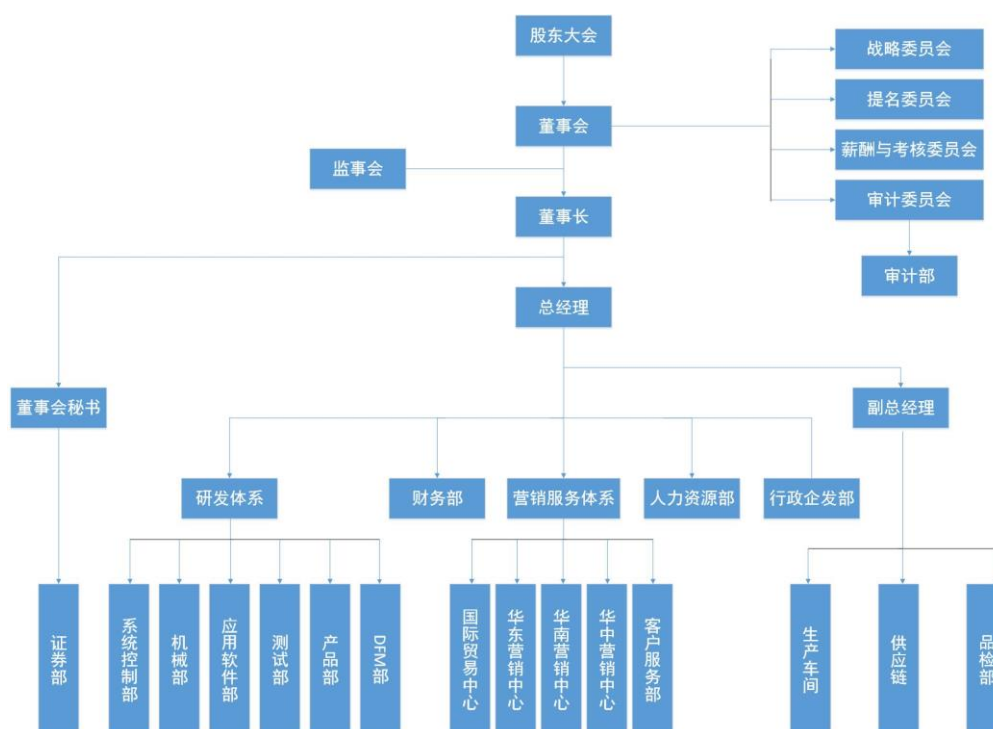 股东大会
战略委员会
提名委员会
董事会
薪酬与考核委员会
监事会
审计委员会
董事长
审计部
总经理
董事会秘书
副总经理
研发体系
财务部
营销服务体系
人力资源部
行政企发部
证券部
系统控制部
机械部
应用软件部
测试部
产品部
DFM部
国际贸易中心
华东营销中心
华南营销中心
华中营销中心
客户服务部
生产车间
供应链
品检部